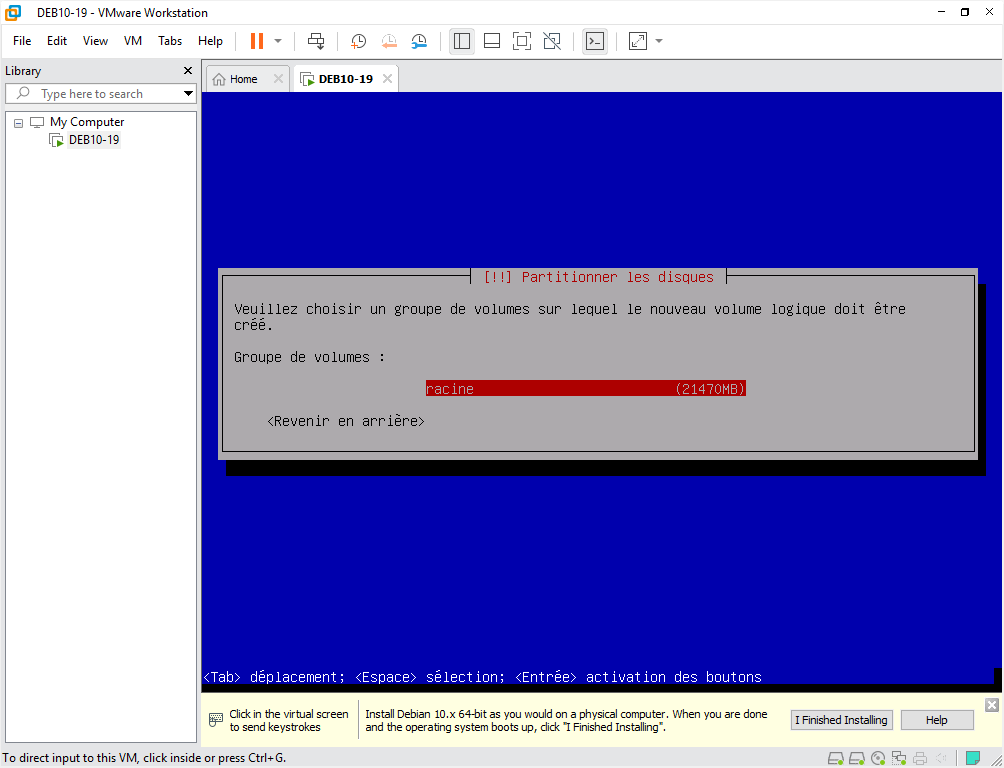 DEB10-19 - VMware Workstation
File Edit View VM Tabs Help
Library
Type here to search
My Computer
DEB10-19
Home
DEB10-19
[!!] Partitionner les disques
Veuillez choisir un groupe de volumes sur lequel le nouveau volume logique doit être
créé.
Groupe de volumes :
racine (21470MB)
<Revenir en arrière>
<Tab> déplacement; <Espace> sélection; <Entrée> activation des boutons
Click in the virtual screen
to send keystrokes
Install Debian 10.x 64-bit as you would on a physical computer. When you are done
and the operating system boots up, click "I Finished Installing".
I Finished Installing
Help
To direct input to this VM, click inside or press Ctrl+G.